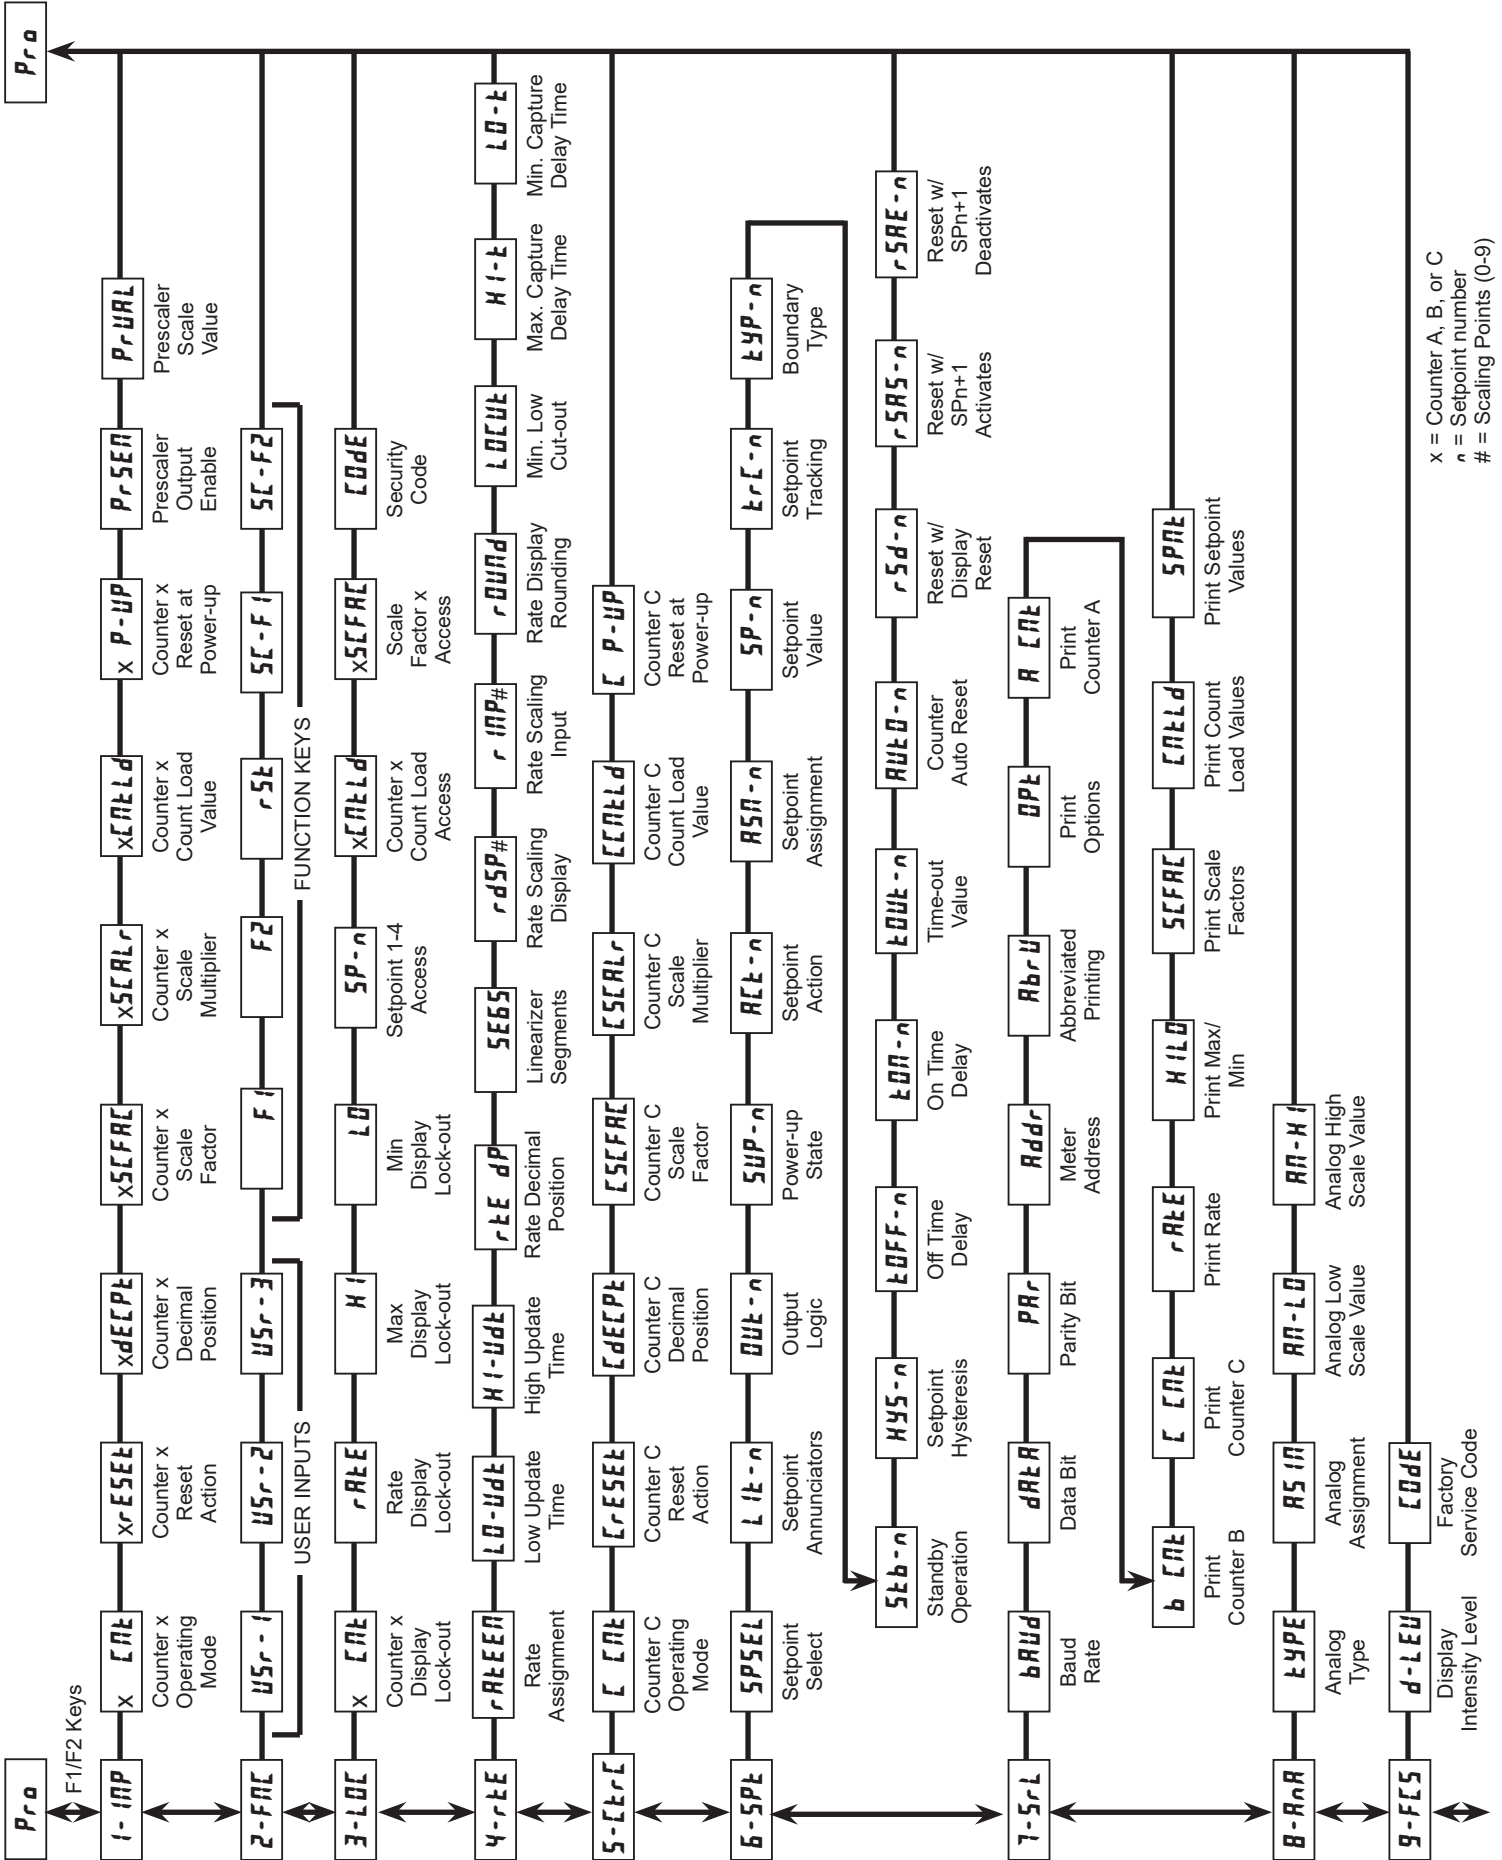 Pro
Pro
F1/F2 Keys
1-INP
x CNt
Counter x
Operating
Mode
xrESEt
Counter x
Reset
Action
xdECPt
Counter x
Decimal
Position
xSCFAC
Counter x
Scale
Factor
xSCALr
Counter x
Scale
Multiplier
xCNtLd
Counter x
Count Load
Value
x P-UP
Counter x
Reset at
Power-up
PrSEN
Prescaler
Output
Enable
PrVAL
Prescaler
Scale
Value
2-FNC
USr-1
USr-2
USr-3
F1
F2
rSt
SC-F1
SC-F2
USER INPUTS
FUNCTION KEYS
3-LOC
x CNt
Counter x
Display
Lock-out
rAtE
Rate
Display
Lock-out
HI
Max
Display
Lock-out
LO
Min
Display
Lock-out
SP-n
Setpoint 1-4
Access
xCNtLd
Counter x
Count Load
Access
xSCFAC
Scale
Factor x
Access
COdE
Security
Code
4-rtE
rAtEEN
Rate
Assignment
LO-Udt
Low Update
Time
HI-Udt
High Update
Time
rtE dP
Rate Decimal
Position
SEGS
Linearizer
Segments
rdSP#
Rate Scaling
Display
rINP#
Rate Scaling
Input
rOUNd
Rate Display
Rounding
LOCUt
Min. Low
Cut-out
HI-t
Max. Capture
Delay Time
LO-t
Min. Capture
Delay Time
5-CtrC
C CNt
Counter C
Operating
Mode
CrESEt
Counter C
Reset
Action
CdECPt
Counter C
Decimal
Position
CSCFAC
Counter C
Scale
Factor
CSCALr
Counter C
Scale
Multiplier
CCNtLd
Counter C
Count Load
Value
C P-UP
Counter C
Reset at
Power-up
6-SPt
SPSEL
Setpoint
Select
LIt-n
Setpoint
Annunciators
OUt-n
Output
Logic
SUP-n
Power-up
State
ACt-n
Setpoint
Action
ASN-n
Setpoint
Assignment
SP-n
Setpoint
Value
trC-n
Setpoint
Tracking
tYP-n
Boundary
Type
Stb-n
Standby
Operation
HYS-n
Setpoint
Hysteresis
tOFF-n
Off Time
Delay
tON-n
On Time
Delay
tOUt-n
Time-out
Value
AUtO-n
Counter
Auto Reset
rSd-n
Reset w/
Display
Reset
rSAS-n
Reset w/
SPn+1
Activates
rSAE-n
Reset w/
SPn+1
Deactivates
7-SrL
bAUd
Baud
Rate
dAtA
Data Bit
PAr
Parity Bit
Addr
Meter
Address
AbrV
Abbreviated
Printing
OPt
Print
Options
A CNt
Print
Counter A
b CNt
Print
Counter B
C CNt
Print
Counter C
rAtE
Print Rate
HILO
Print Max/
Min
SCFAC
Print Scale
Factors
CNtLd
Print Count
Load Values
SPNt
Print Setpoint
Values
8-AnA
tYPE
Analog
Type
ASIN
Analog
Assignment
AN-LO
Analog Low
Scale Value
AN-HI
Analog High
Scale Value
9-FCS
d-LEV
Display
Intensity Level
COdE
Factory
Service Code
x = Counter A, B, or C
n = Setpoint number
# = Scaling Points (0-9)